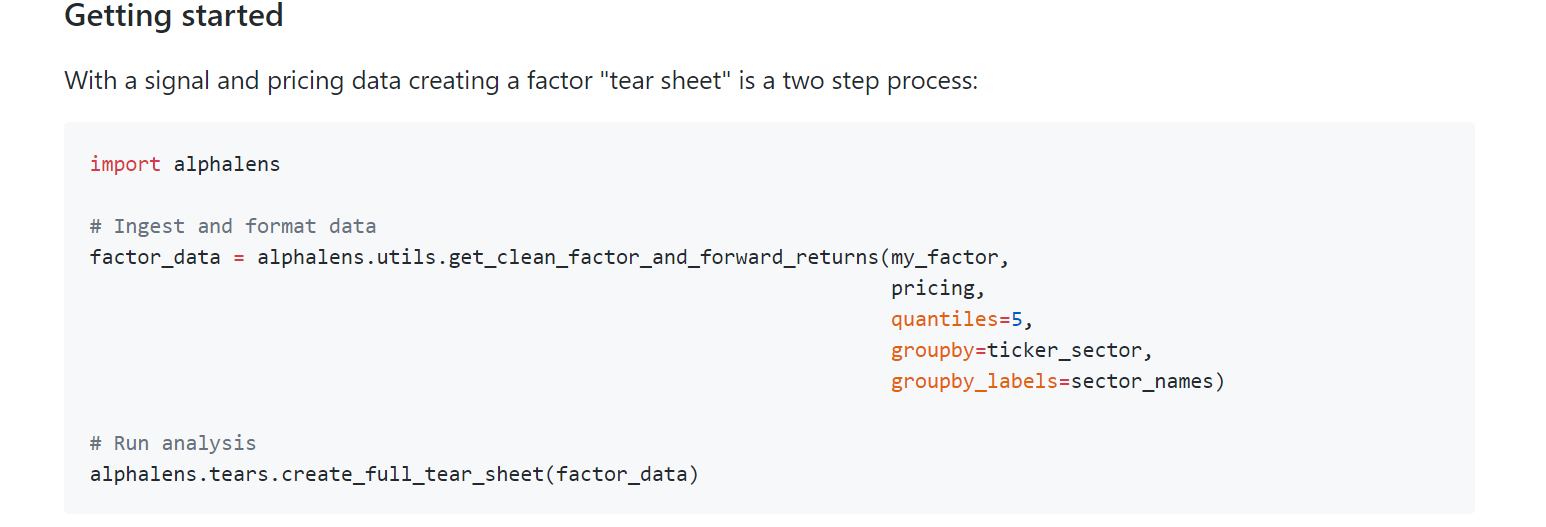 Getting started
With a signal and pricing data creating a factor "tear sheet" is a two step process:
import alphalens
# Ingest and format data
factor_data = alphalens.utils.get_clean_factor_and_forward_returns(my_factor,
pricing,
quantiles=5,
groupby=ticker_sector,
groupby_labels=sector_names)
# Run analysis
alphalens.tears.create_full_tear_sheet(factor_data)